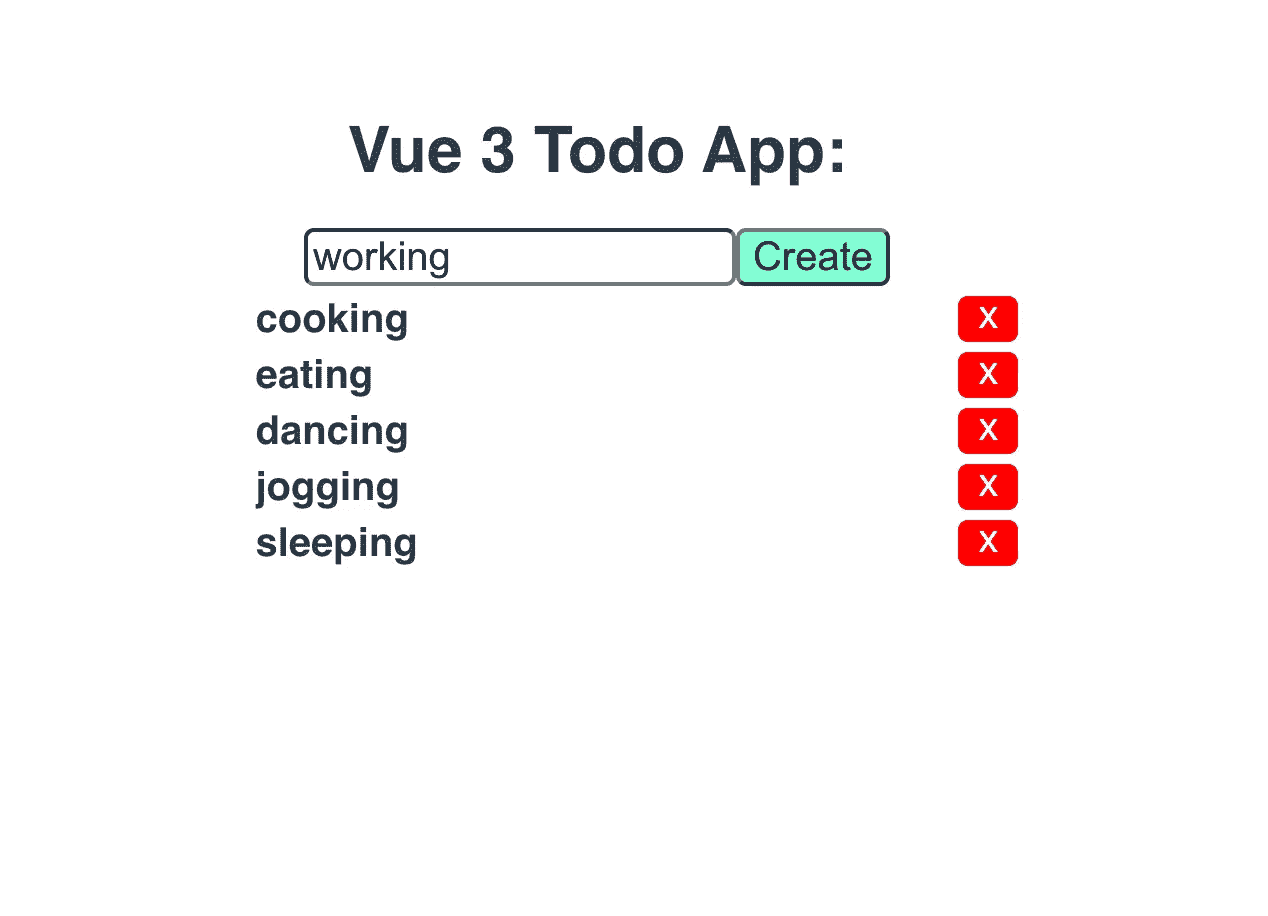 Vue 3 Todo App:
working Create
cooking X
eating X
dancing X
jogging X
sleeping X